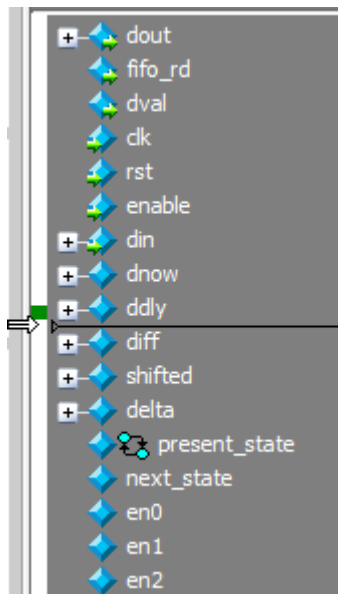 dout
fifo_rd
dval
clk
rst
enable
din
dnow
ddly
diff
shifted
delta
present_state
next_state
en0
en1
en2